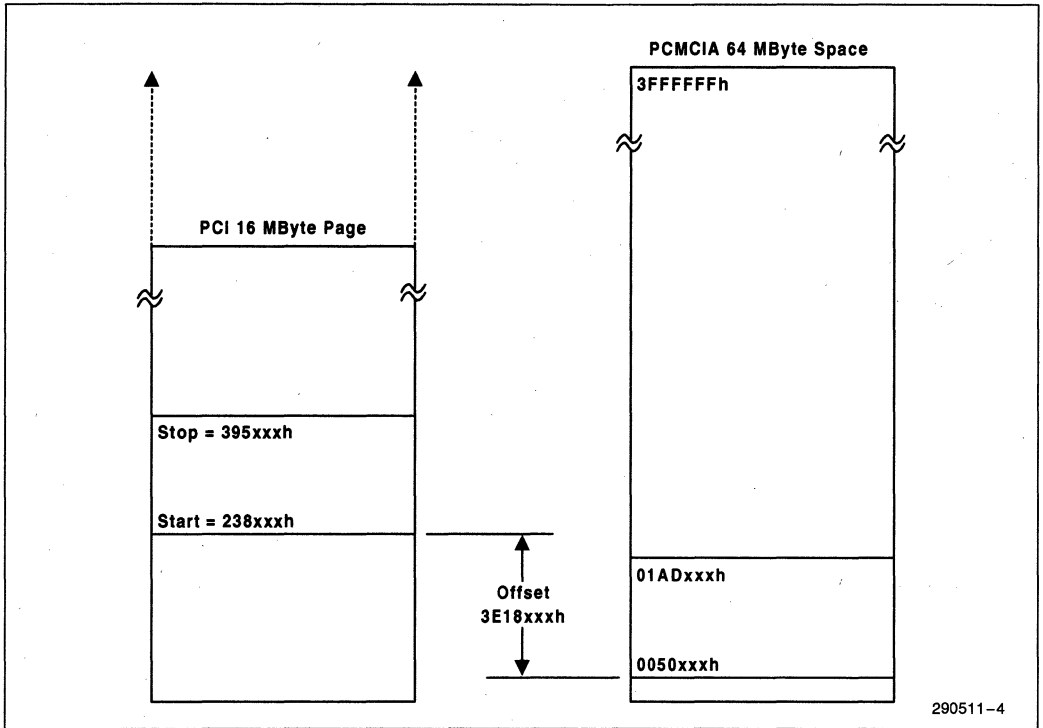 PCMCIA 64 MByte Space
3FFFFFFh
PCI 16 MByte Page
Stop = 395xxxh
Start = 238xxxh
Offset
3E18xxxh
01ADxxxh
0050xxxh
290511–4